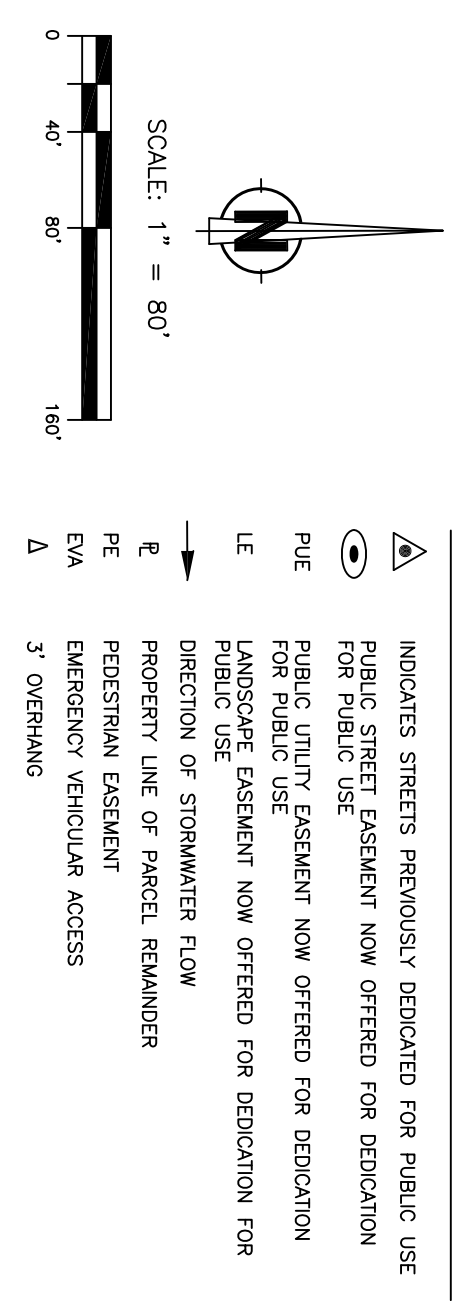 N
SCALE: 1" = 80'
0 40' 80' 160'
INDICATES STREETS PREVIOUSLY DEDICATED FOR PUBLIC USE
PUBLIC STREET EASEMENT NOW OFFERED FOR DEDICATION
FOR PUBLIC USE
PUE PUBLIC UTILITY EASEMENT NOW OFFERED FOR DEDICATION
FOR PUBLIC USE
LE LANDSCAPE EASEMENT NOW OFFERED FOR DEDICATION FOR
PUBLIC USE
DIRECTION OF STORMWATER FLOW
PL PROPERTY LINE OF PARCEL REMAINDER
PE PEDESTRIAN EASEMENT
EVA EMERGENCY VEHICULAR ACCESS
Δ 3' OVERHANG